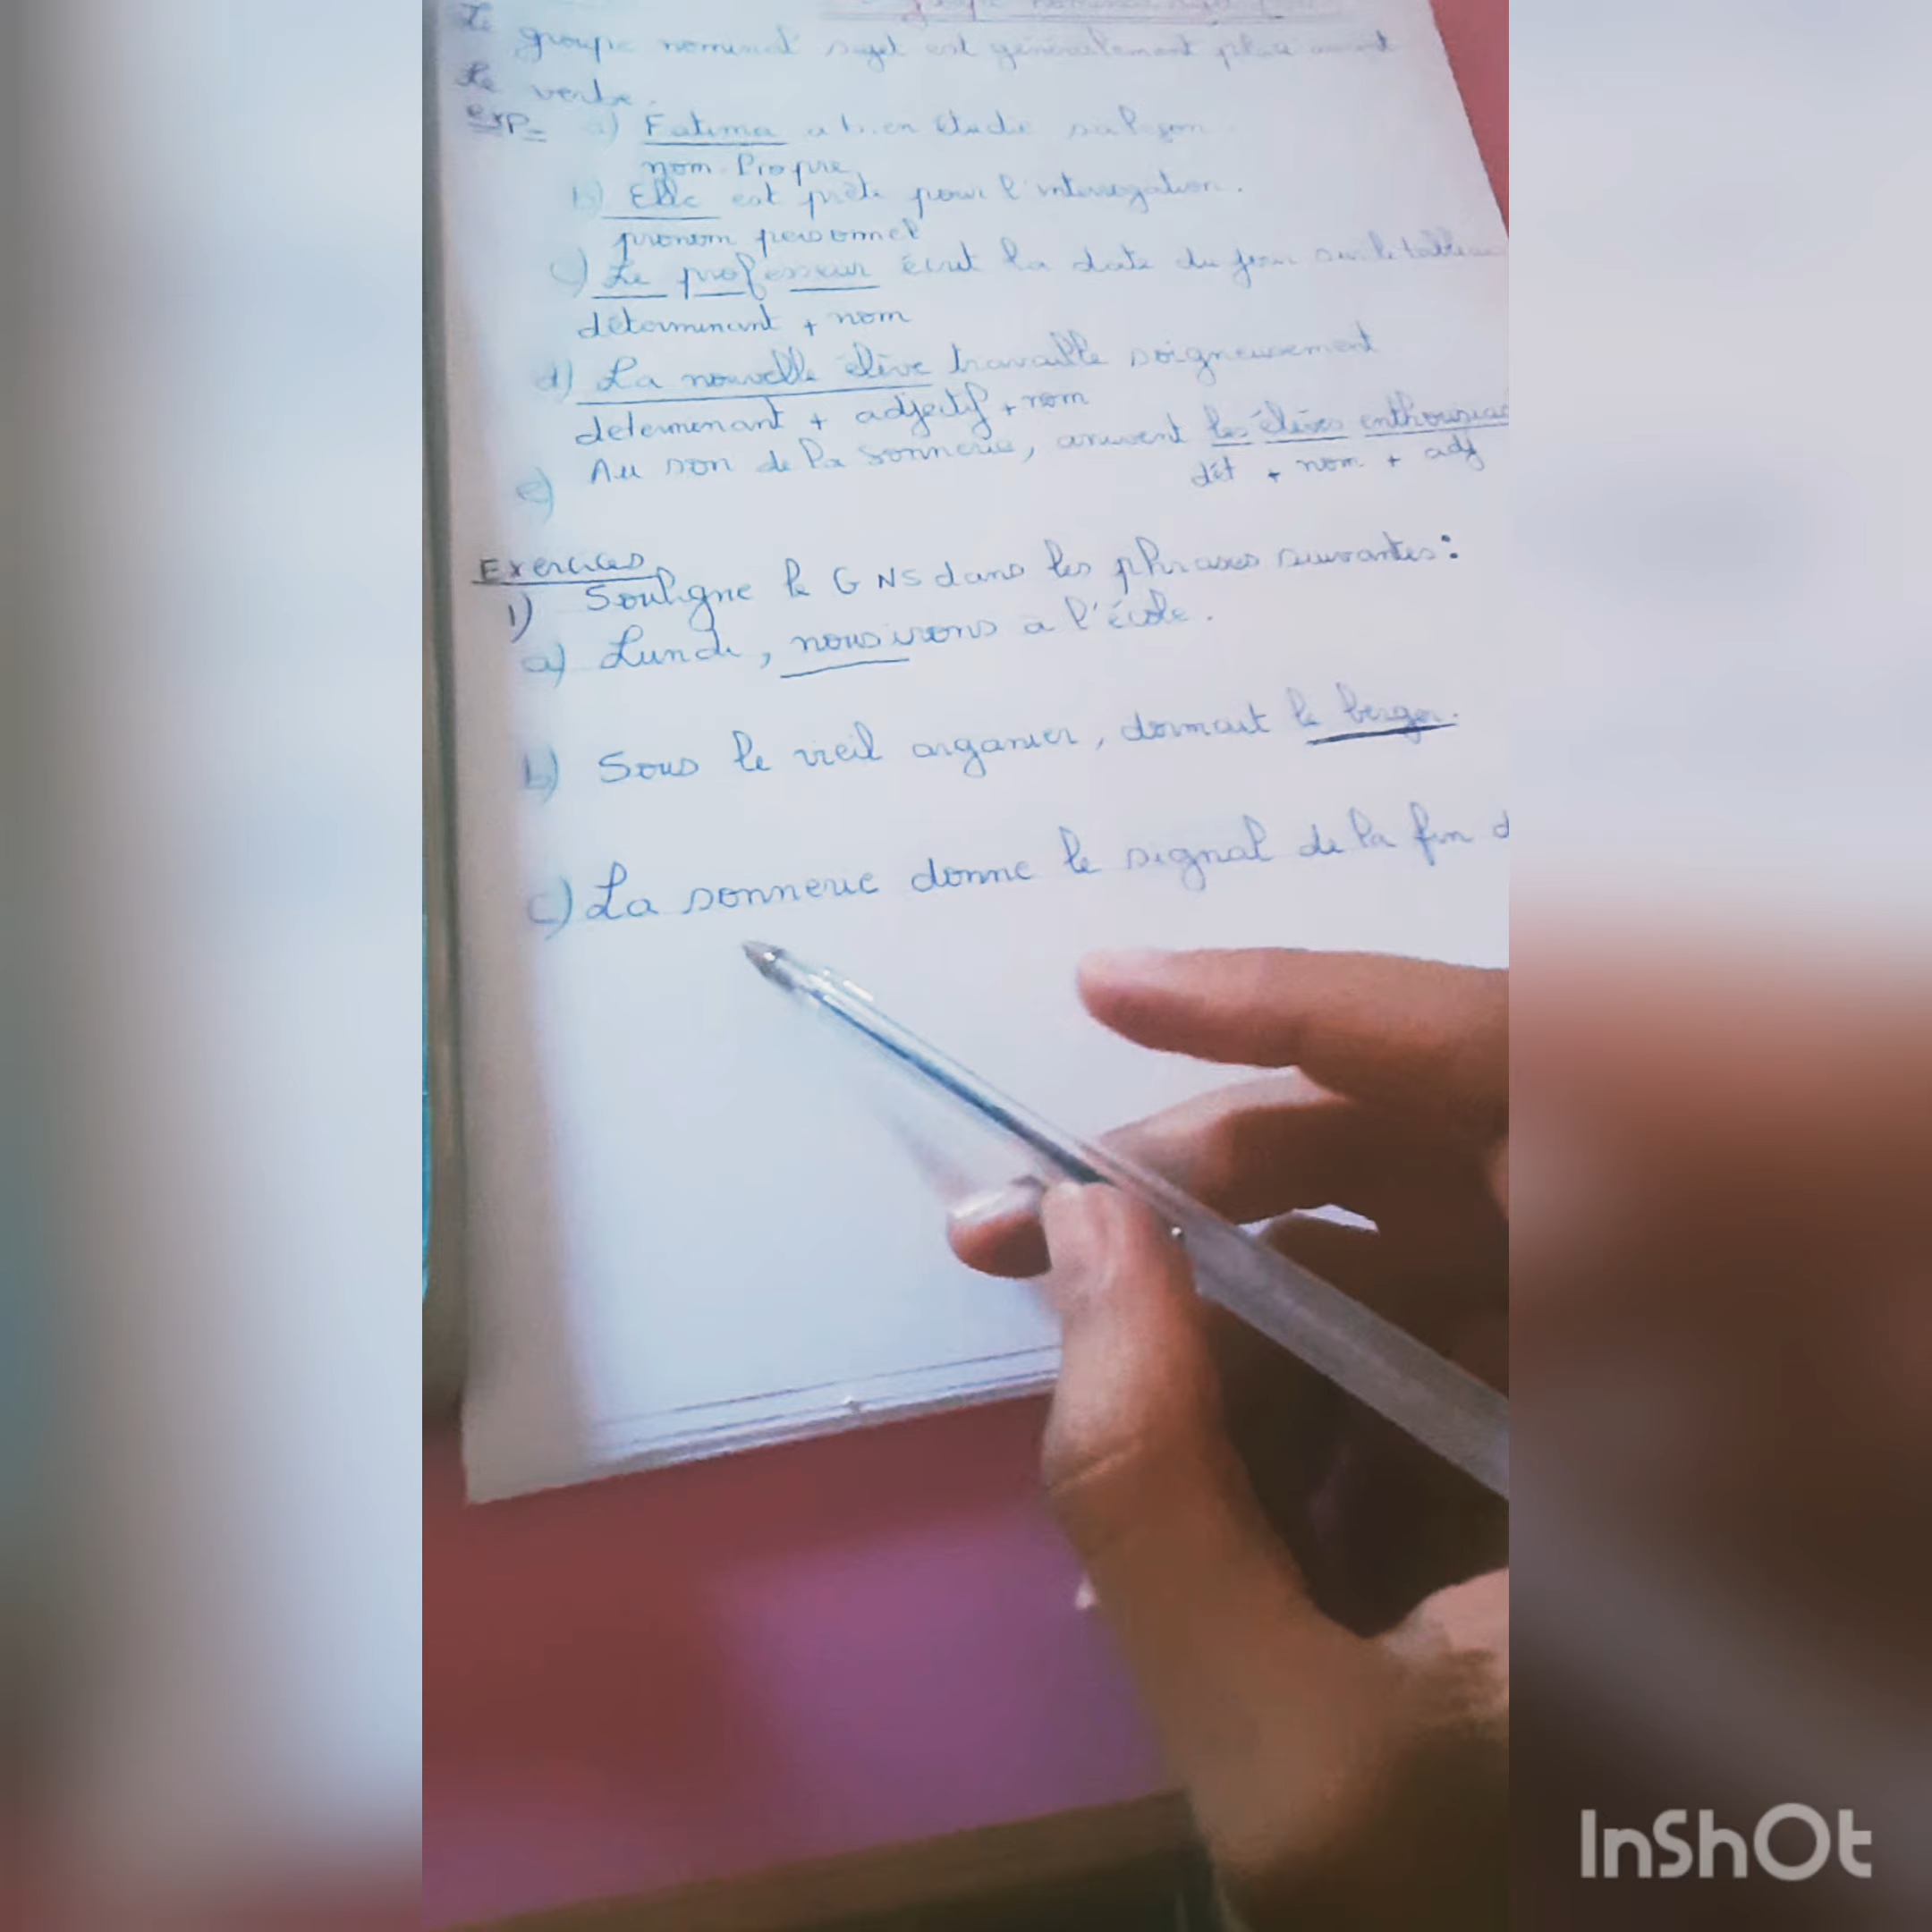 Le groupe nominal sujet est généralement placé avant
le verbe.
exp= a) Fatima a bien étudié sa leçon.
nom Propre
b) Elle est prête pour l'interrogation.
pronom personnel
c) Le professeur écrit la date du jour sur le tableau
déterminant + nom
d) La nouvelle élève travaille soigneusement
determenant + adjectif + nom
e) Au son de la sonnerie, arrivent les élèves enthousias
dét + nom + adj
Exercices
1) Souligne le GNS dans les phrases suivantes :
a) Lundi, nous irons a l'école.
b) Sous le vieil arganier, dormait le berger.
c) La sonnerie donne le signal de la fin d
InShOt